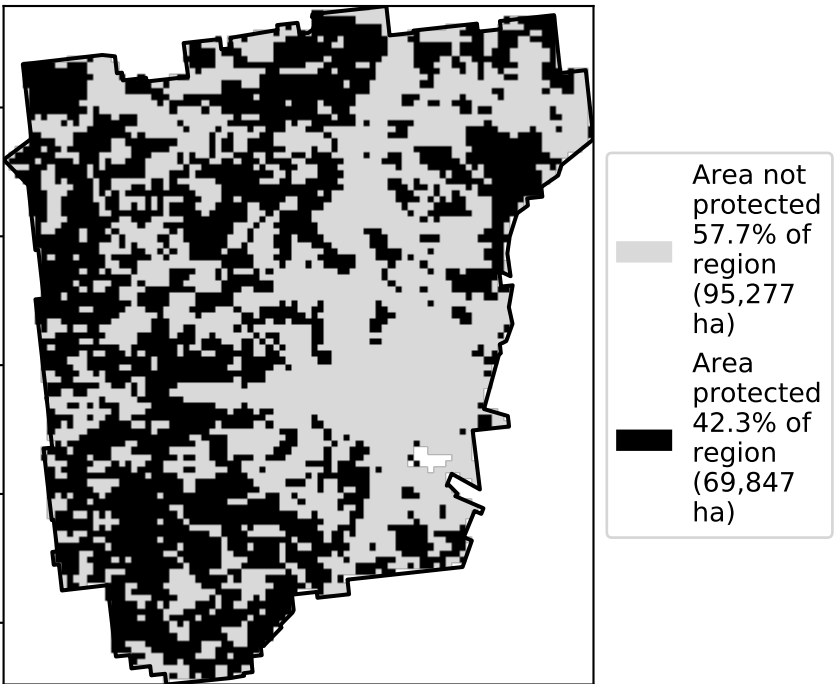 Area not
protected
57.7% of
region
(95,277
ha)
Area
protected
42.3% of
region
(69,847
ha)